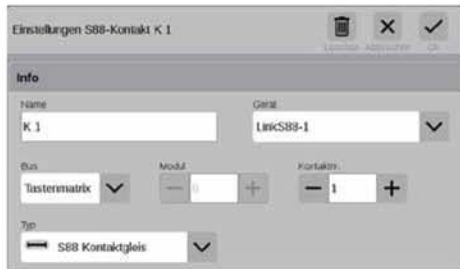 Einstellungen S88-Kontakt K 1
Löschen Abbrechen Ok
Info
Name Gerät
K 1 LinkS88-1
Bus Modul Kontaktnr.
Tastenmatrix 0 1
Typ
S88 Kontaktgleis